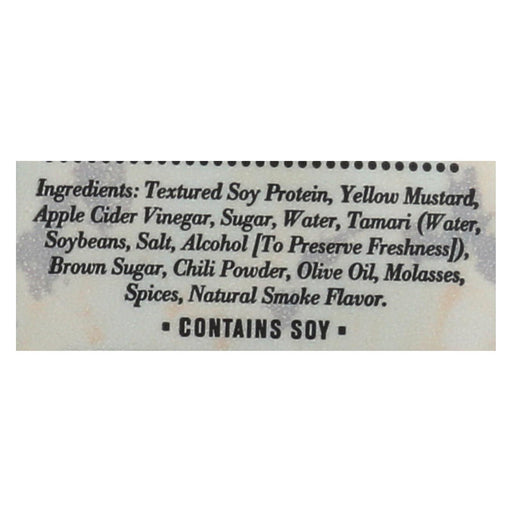 Ingredients: Textured Soy Protein, Yellow Mustard,
Apple Cider Vinegar, Sugar, Water, Tamari (Water,
Soybeans, Salt, Alcohol [To Preserve Freshness]),
Brown Sugar, Chili Powder, Olive Oil, Molasses,
Spices, Natural Smoke Flavor.
▪ CONTAINS SOY ▪